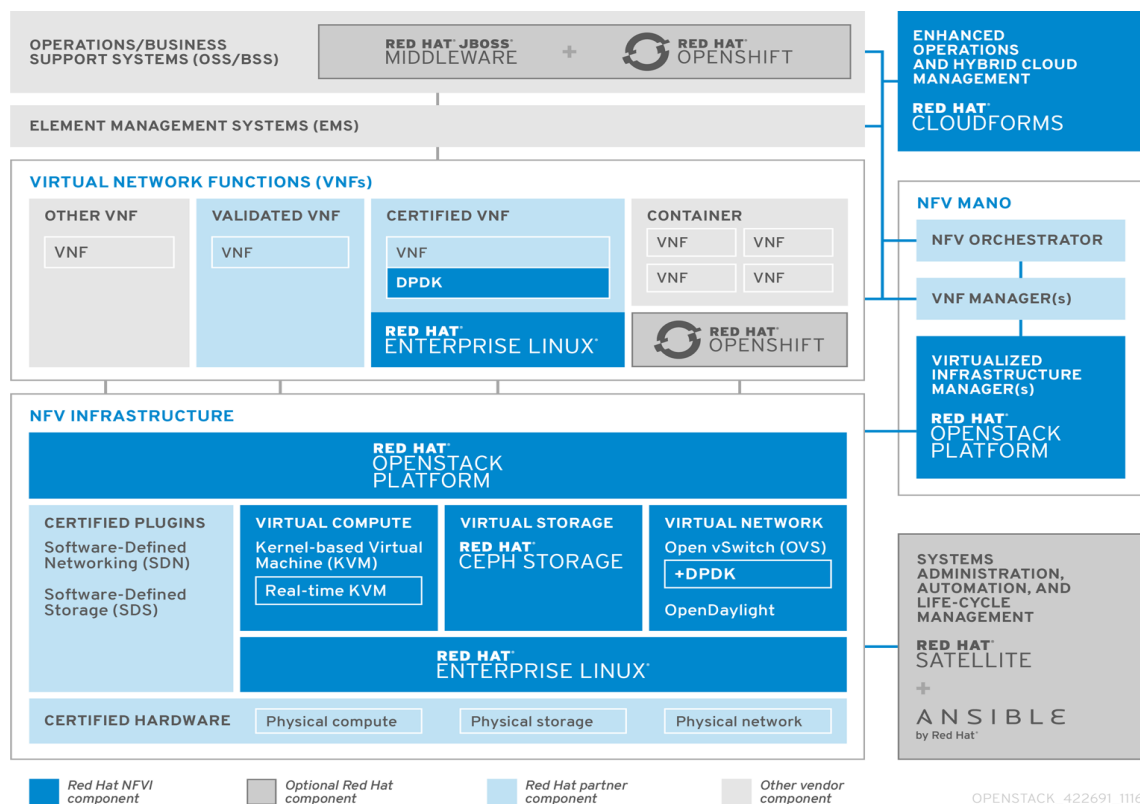 OPERATIONS/BUSINESS
SUPPORT SYSTEMS (OSS/BSS)
RED HAT® JBOSS®
MIDDLEWARE
+
RED HAT®
OPENSHIFT
ELEMENT MANAGEMENT SYSTEMS (EMS)
VIRTUAL NETWORK FUNCTIONS (VNFs)
OTHER VNF
VNF
VALIDATED VNF
VNF
CERTIFIED VNF
VNF
DPDK
RED HAT®
ENTERPRISE LINUX®
CONTAINER
VNF
VNF
VNF
VNF
RED HAT®
OPENSHIFT
NFV INFRASTRUCTURE
RED HAT®
OPENSTACK
PLATFORM
CERTIFIED PLUGINS
Software-Defined
Networking (SDN)
Software-Defined
Storage (SDS)
VIRTUAL COMPUTE
Kernel-based Virtual
Machine (KVM)
Real-time KVM
VIRTUAL STORAGE
RED HAT®
CEPH STORAGE
VIRTUAL NETWORK
Open vSwitch (OVS)
+DPDK
OpenDaylight
RED HAT®
ENTERPRISE LINUX®
CERTIFIED HARDWARE
Physical compute
Physical storage
Physical network
ENHANCED
OPERATIONS
AND HYBRID CLOUD
MANAGEMENT
RED HAT®
CLOUDFORMS
NFV MANO
NFV ORCHESTRATOR
VNF MANAGER(s)
VIRTUALIZED
INFRASTRUCTURE
MANAGER(s)
RED HAT®
OPENSTACK
PLATFORM
SYSTEMS
ADMINISTRATION,
AUTOMATION, AND
LIFE-CYCLE
MANAGEMENT
RED HAT®
SATELLITE
+
ANSIBLE
by Red Hat®
Red Hat NFVI
component
Optional Red Hat
component
Red Hat partner
component
Other vendor
component
OPENSTACK_422691_1116